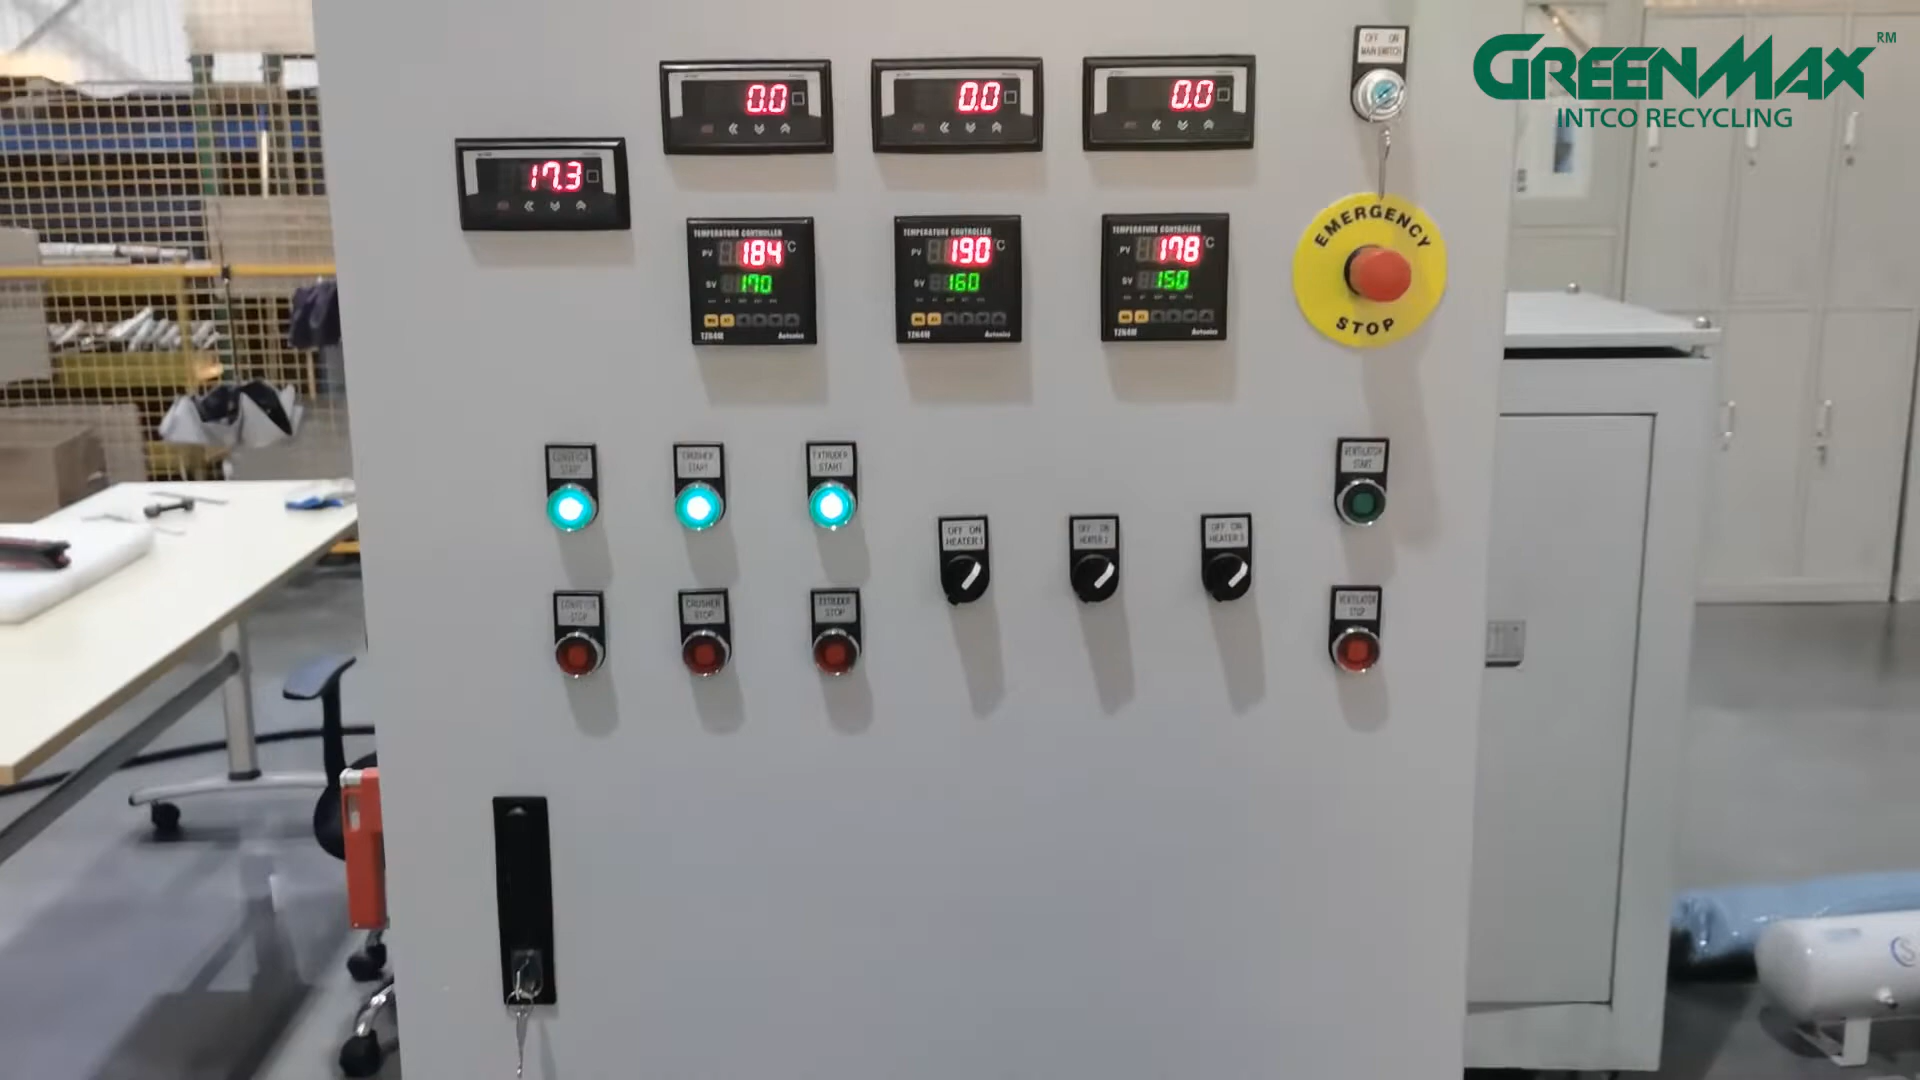 GREENMAX RM
INTCO RECYCLING
OFF ON
MAIN SWITCH
0.0
0.0
0.0
17.3
EMERGENCY
STOP
TEMPERATURE CONTROLLER
PV 184 °C
SV 170
TZN4M Autonics
TEMPERATURE CONTROLLER
PV 190 °C
SV 160
TZN4M Autonics
TEMPERATURE CONTROLLER
PV 178 °C
SV 150
TZN4M Autonics
CONVEYOR
START
CRUSHER
START
EXTRUDER
START
VENTILATOR
START
OFF ON
HEATER 1
OFF ON
HEATER 2
OFF ON
HEATER 3
CONVEYOR
STOP
CRUSHER
STOP
EXTRUDER
STOP
VENTILATOR
STOP